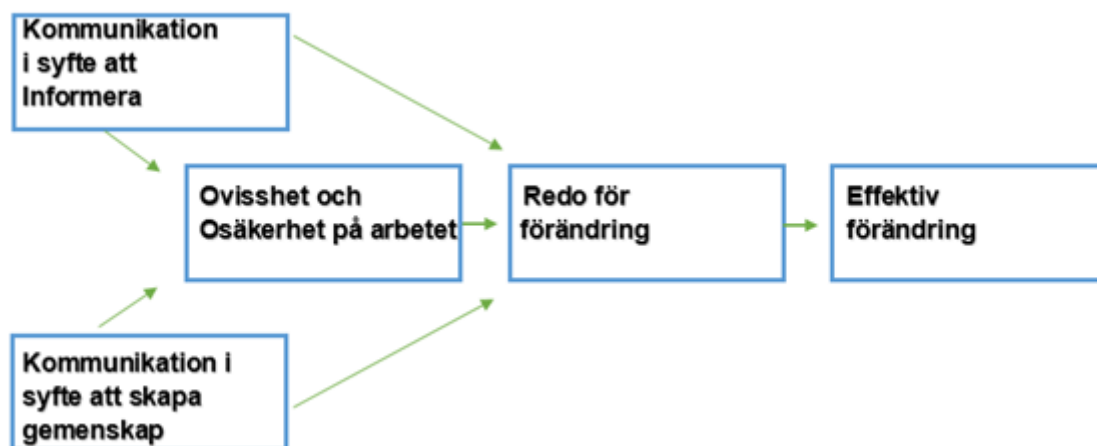 Kommunikation
i syfte att
Informera
Ovisshet och
Osäkerhet på arbetet
Redo för
förändring
Effektiv
förändring
Kommunikation i
syfte att skapa
gemenskap